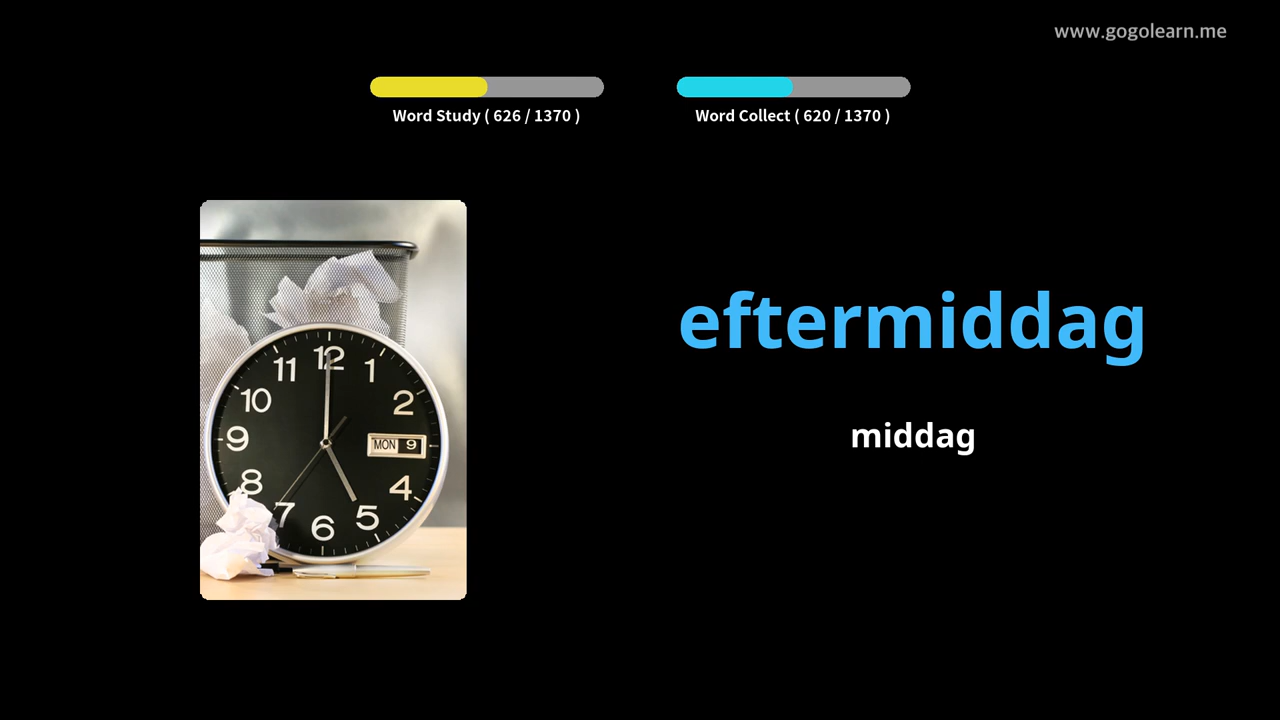 www.gogolearn.me
Word Study ( 626 / 1370 )
Word Collect ( 620 / 1370 )
eftermiddag
middag
12
11
1
10
2
9
MON 9
8
4
7
5
6